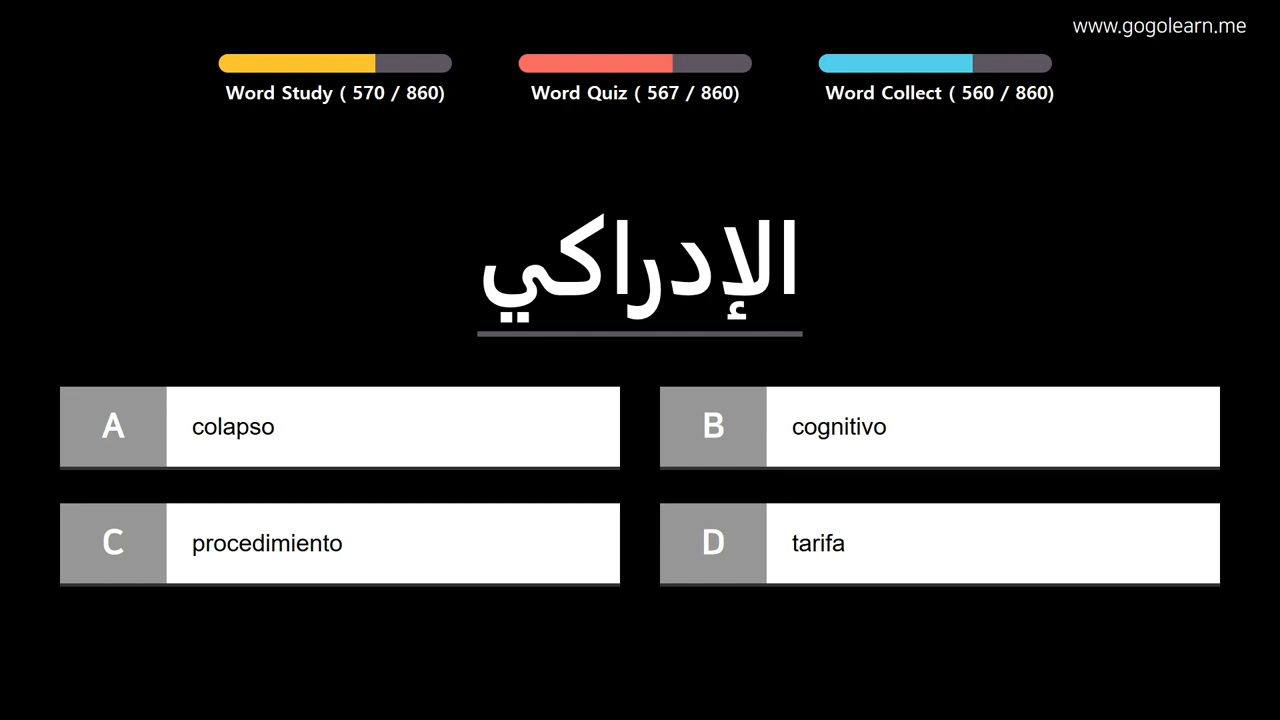 www.gogolearn.me
Word Study ( 570 / 860)
Word Quiz ( 567 / 860)
Word Collect ( 560 / 860)
الإدراكي
A colapso
B cognitivo
C procedimiento
D tarifa